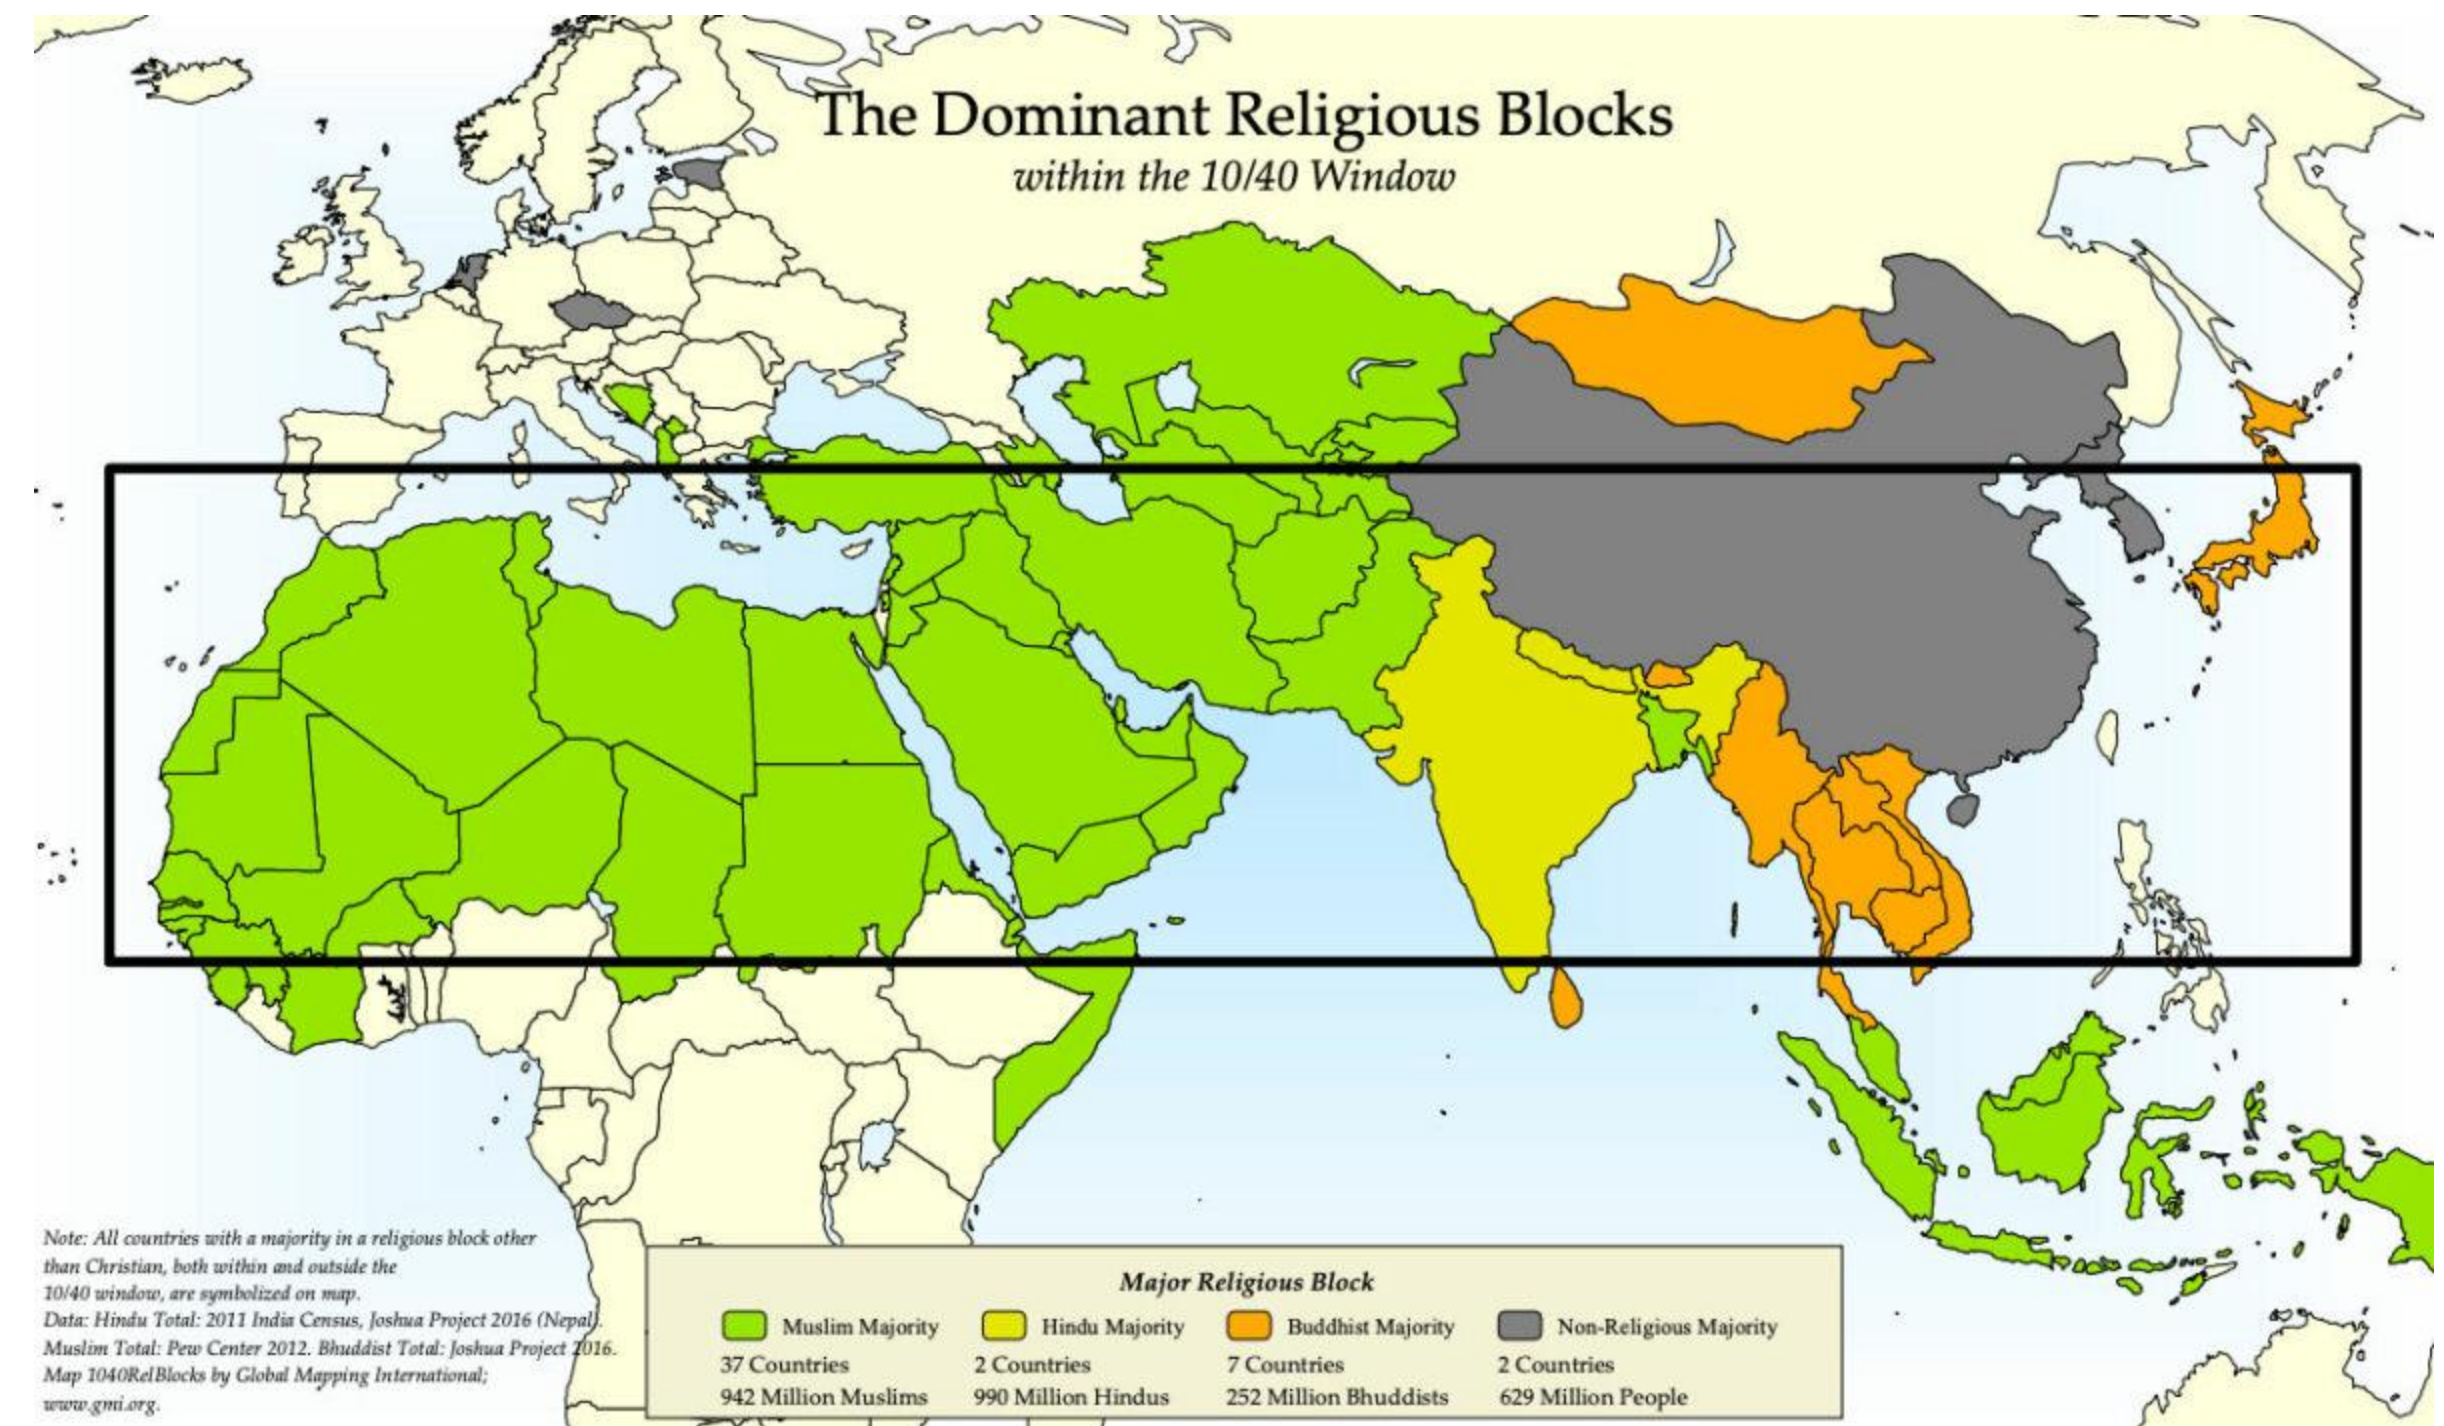 The Dominant Religious Blocks
within the 10/40 Window
Note: All countries with a majority in a religious block other
than Christian, both within and outside the
10/40 window, are symbolized on map.
Data: Hindu Total: 2011 India Census, Joshua Project 2016 (Nepal).
Muslim Total: Pew Center 2012. Bhuddist Total: Joshua Project 2016.
Map 1040RelBlocks by Global Mapping International;
www.gmi.org.
Major Religious Block
Muslim Majority
37 Countries
942 Million Muslims
Hindu Majority
2 Countries
990 Million Hindus
Buddhist Majority
7 Countries
252 Million Bhuddists
Non-Religious Majority
2 Countries
629 Million People